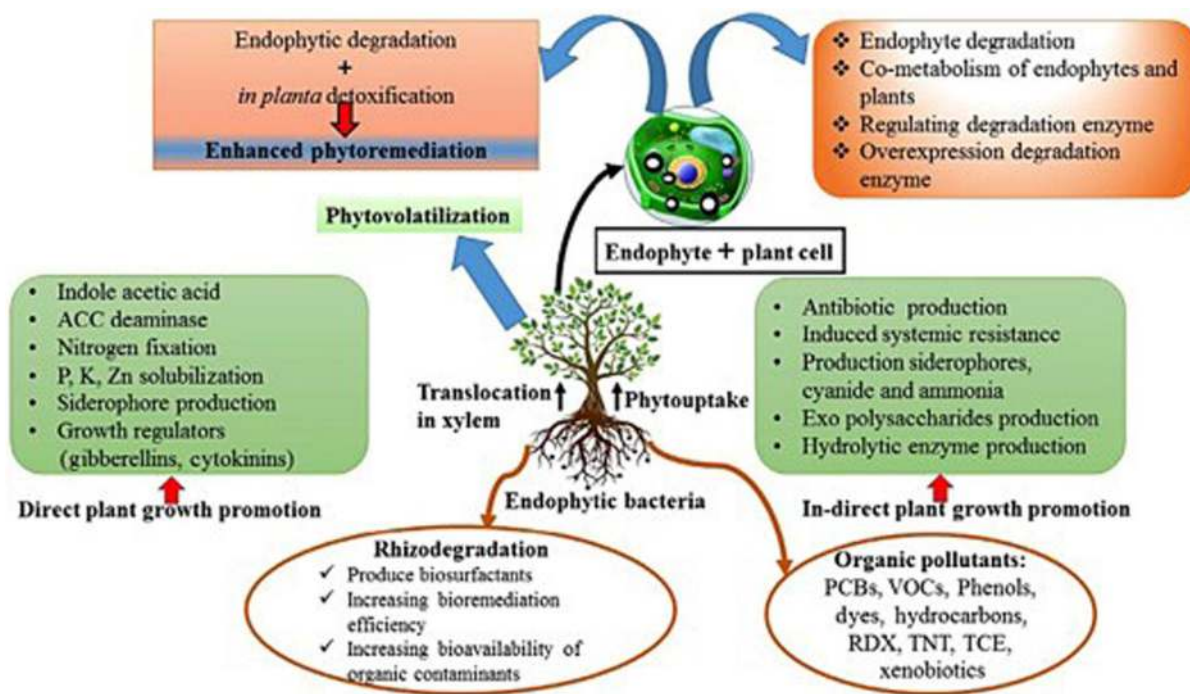 Endophytic degradation
+
in planta detoxification
Enhanced phytoremediation
❖ Endophyte degradation
❖ Co-metabolism of endophytes and
plants
❖ Regulating degradation enzyme
❖ Overexpression degradation
enzyme
Phytovolatilization
Endophyte + plant cell
• Indole acetic acid
• ACC deaminase
• Nitrogen fixation
• P, K, Zn solubilization
• Siderophore production
• Growth regulators
(gibberellins, cytokinins)
Direct plant growth promotion
Translocation
in xylem
Phytouptake
Endophytic bacteria
• Antibiotic production
• Induced systemic resistance
• Production siderophores,
cyanide and ammonia
• Exo polysaccharides production
• Hydrolytic enzyme production
In-direct plant growth promotion
Rhizodegradation
✓ Produce biosurfactants
✓ Increasing bioremediation
efficiency
✓ Increasing bioavailability of
organic contaminants
Organic pollutants:
PCBs, VOCs, Phenols,
dyes, hydrocarbons,
RDX, TNT, TCE,
xenobiotics